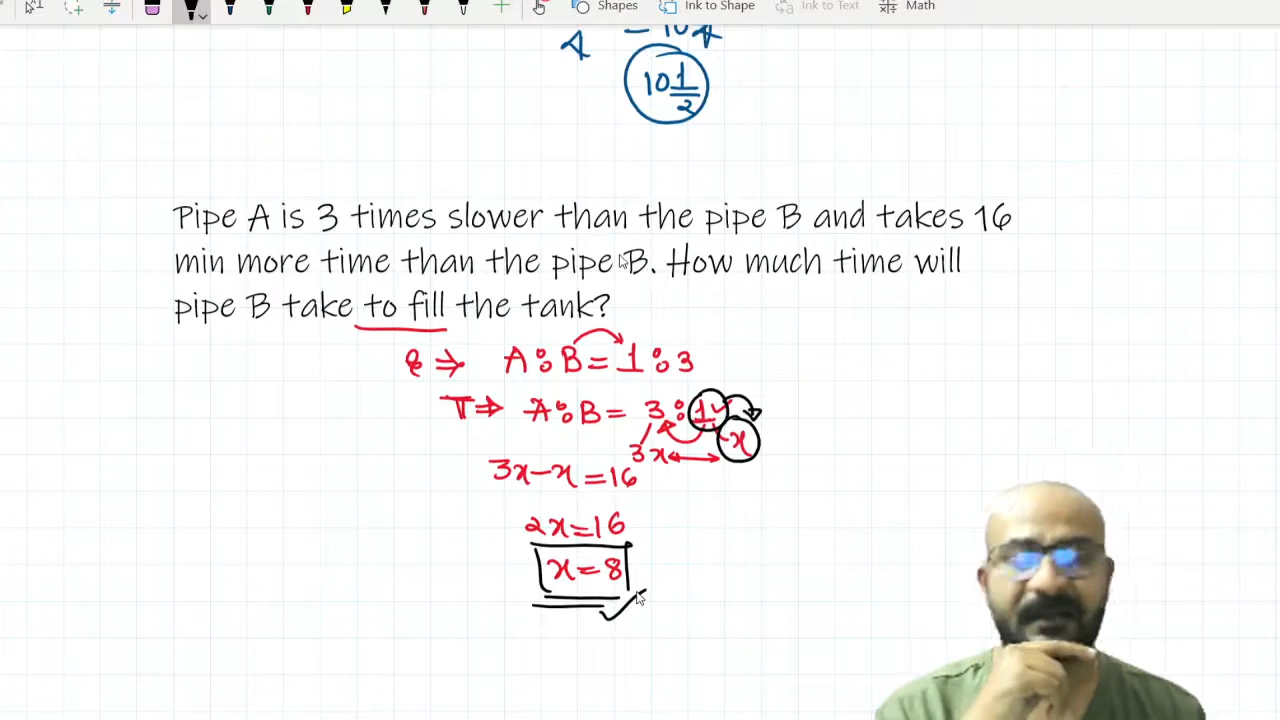 Shapes Ink to Shape Ink to Text Math
10 1/2
Pipe A is 3 times slower than the pipe B and takes 16
min more time than the pipe B. How much time will
pipe B take to fill the tank?
A : B = 1 : 3
T ⇒ A : B = 3 : 1
3x x
3x - x = 16
2x = 16
x = 8